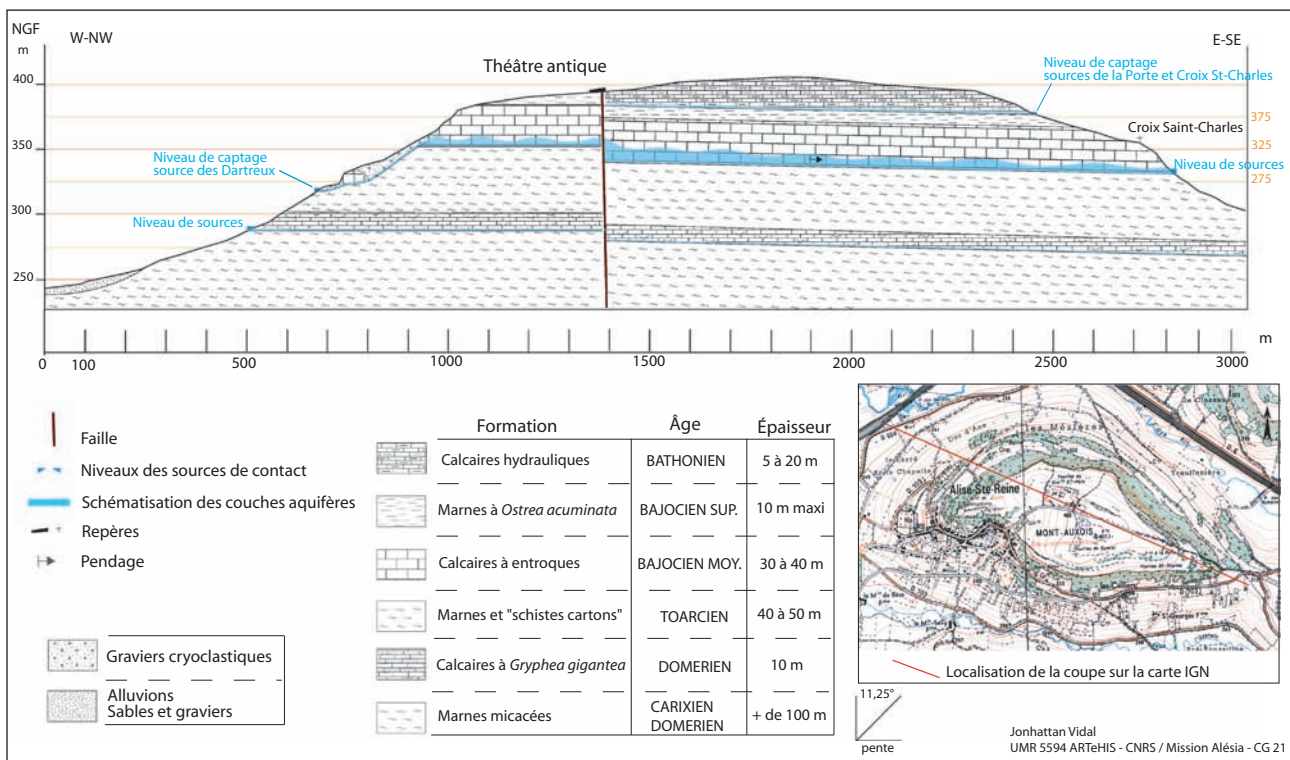 NGF
m
W-NW
E-SE
Théâtre antique
Niveau de captage
sources de la Porte et Croix St-Charles
400
350
300
250
375
325
275
Croix Saint-Charles
Niveau de captage
source des Dartreux
Niveau de sources
Niveau de sources
0 100 500 1000 1500 2000 2500 3000 m
Faille
Niveaux des sources de contact
Schématisation des couches aquifères
Repères
Pendage
Graviers cryoclastiques
Alluvions
Sables et graviers
Formation Âge Épaisseur
Calcaires hydrauliques BATHONIEN 5 à 20 m
Marnes à Ostrea acuminata BAJOCIEN SUP. 10 m maxi
Calcaires à entroques BAJOCIEN MOY. 30 à 40 m
Marnes et "schistes cartons" TOARCIEN 40 à 50 m
Calcaires à Gryphea gigantea DOMERIEN 10 m
Marnes micacées CARIXIEN DOMERIEN + de 100 m
Alise-Ste-Reine
MONT-AUXOIS
Localisation de la coupe sur la carte IGN
11,25°
pente
Jonhattan Vidal
UMR 5594 ARTeHIS - CNRS / Mission Alésia - CG 21